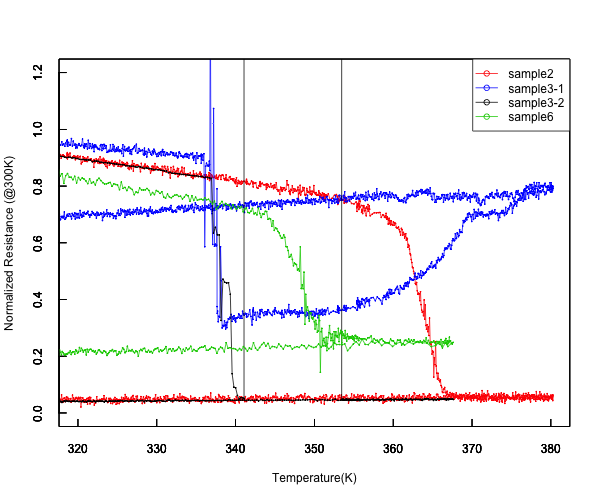 sample2
sample3-1
sample3-2
sample6
1.2
1.0
0.8
0.6
0.4
0.2
0.0
Normalized Resistance (@300K)
320 330 340 350 360 370 380
Temperature(K)